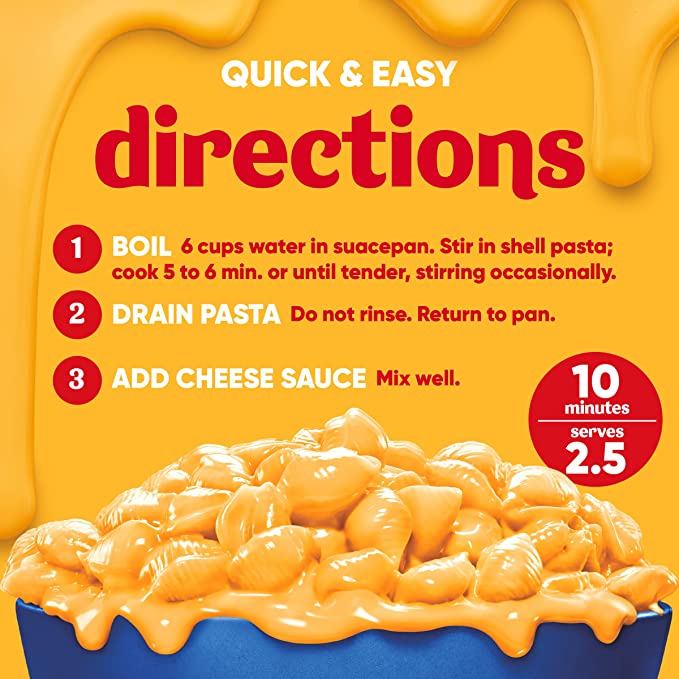 QUICK & EASY
directions
1 BOIL 6 cups water in suacepan. Stir in shell pasta;
cook 5 to 6 min. or until tender, stirring occasionally.
2 DRAIN PASTA Do not rinse. Return to pan.
3 ADD CHEESE SAUCE Mix well.
10
minutes
serves
2.5